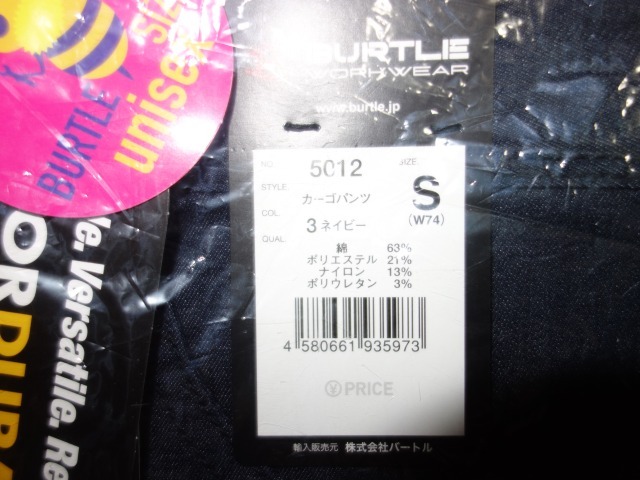 BURTLE
WORKWEAR
www.burtle.jp
NO. 5012 SIZE.
STYLE. カーゴパンツ S
COL. 3 ネイビー (W74)
QUAL. 綿 63%
ポリエステル 21%
ナイロン 13%
ポリウレタン 3%
4 580661 935973
¥ PRICE
輸入販売元 株式会社バートル
BURTLE
unisex
Versatile. Re